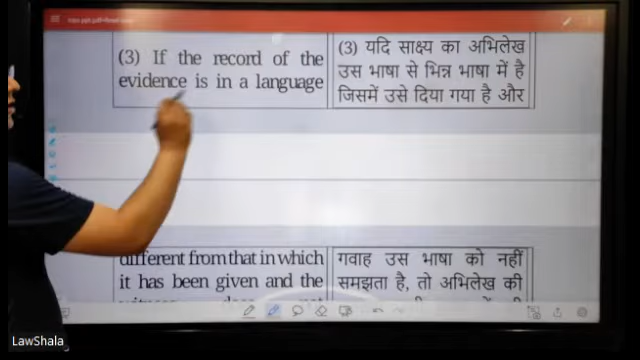 (3) If the record of the
evidence is in a language
(3) यदि साक्ष्य का अभिलेख
उस भाषा से भिन्न भाषा में है
जिसमें उसे दिया गया है और
different from that in which
it has been given and the
गवाह उस भाषा को नहीं
समझता है, तो अभिलेख की
LawShala